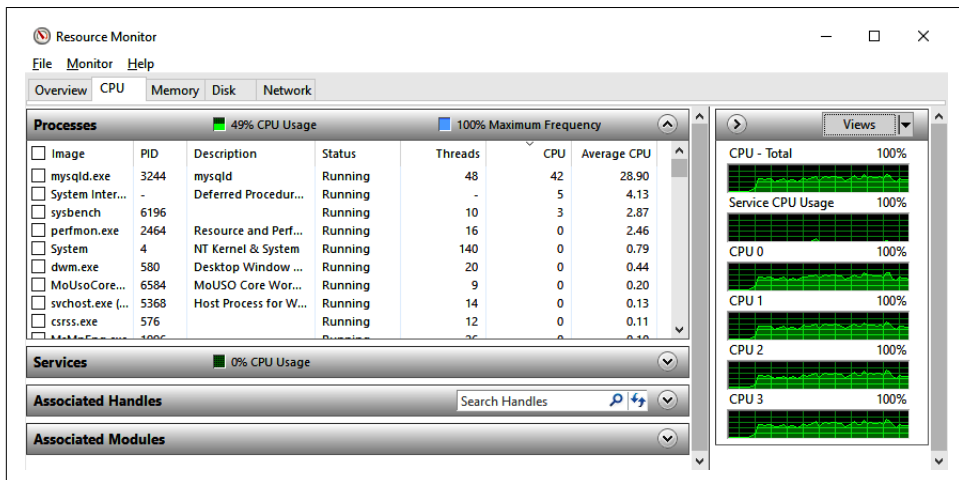 Resource Monitor
File Monitor Help
Overview CPU Memory Disk Network
Processes 49% CPU Usage 100% Maximum Frequency
Image PID Description Status Threads CPU Average CPU
mysqld.exe 3244 mysqld Running 48 42 28.90
System Inter... - Deferred Procedur... Running - 5 4.13
sysbench 6196 Running 10 3 2.87
perfmon.exe 2464 Resource and Perf... Running 16 0 2.46
System 4 NT Kernel & System Running 140 0 0.79
dwm.exe 580 Desktop Window ... Running 20 0 0.44
MoUsoCore... 6584 MoUSO Core Wor... Running 9 0 0.20
svchost.exe (... 5368 Host Process for W... Running 14 0 0.13
csrss.exe 576 Running 12 0 0.11
Services 0% CPU Usage
Associated Handles Search Handles
Associated Modules
Views
CPU - Total 100%
Service CPU Usage 100%
CPU 0 100%
CPU 1 100%
CPU 2 100%
CPU 3 100%